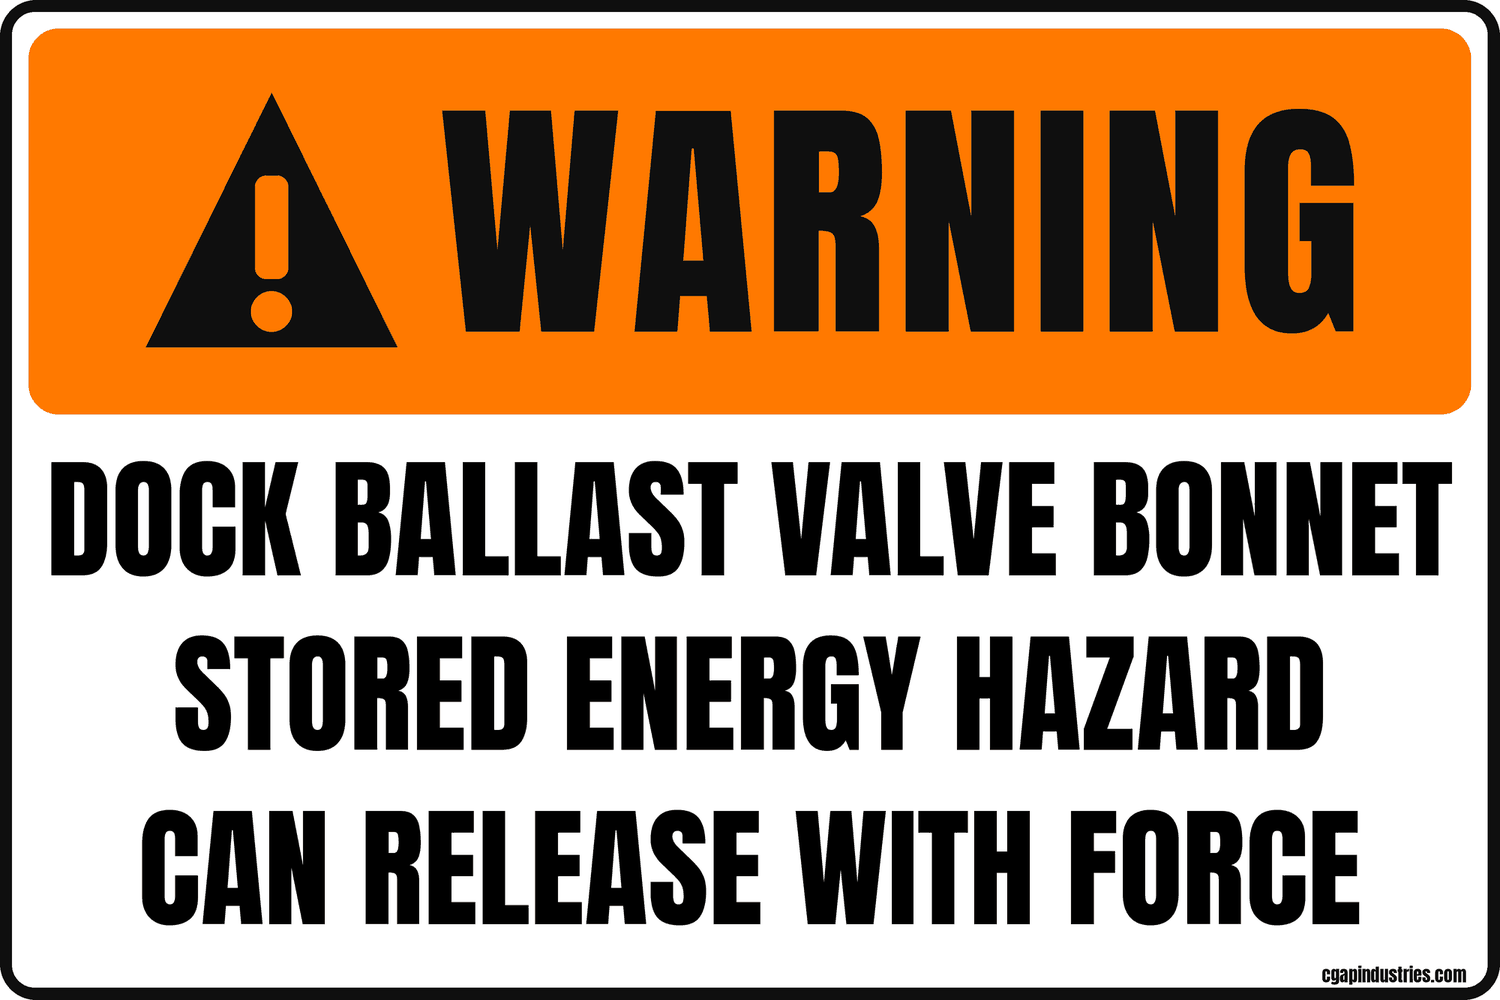 WARNING
DOCK BALLAST VALVE BONNET
STORED ENERGY HAZARD
CAN RELEASE WITH FORCE
cgapindustries.com